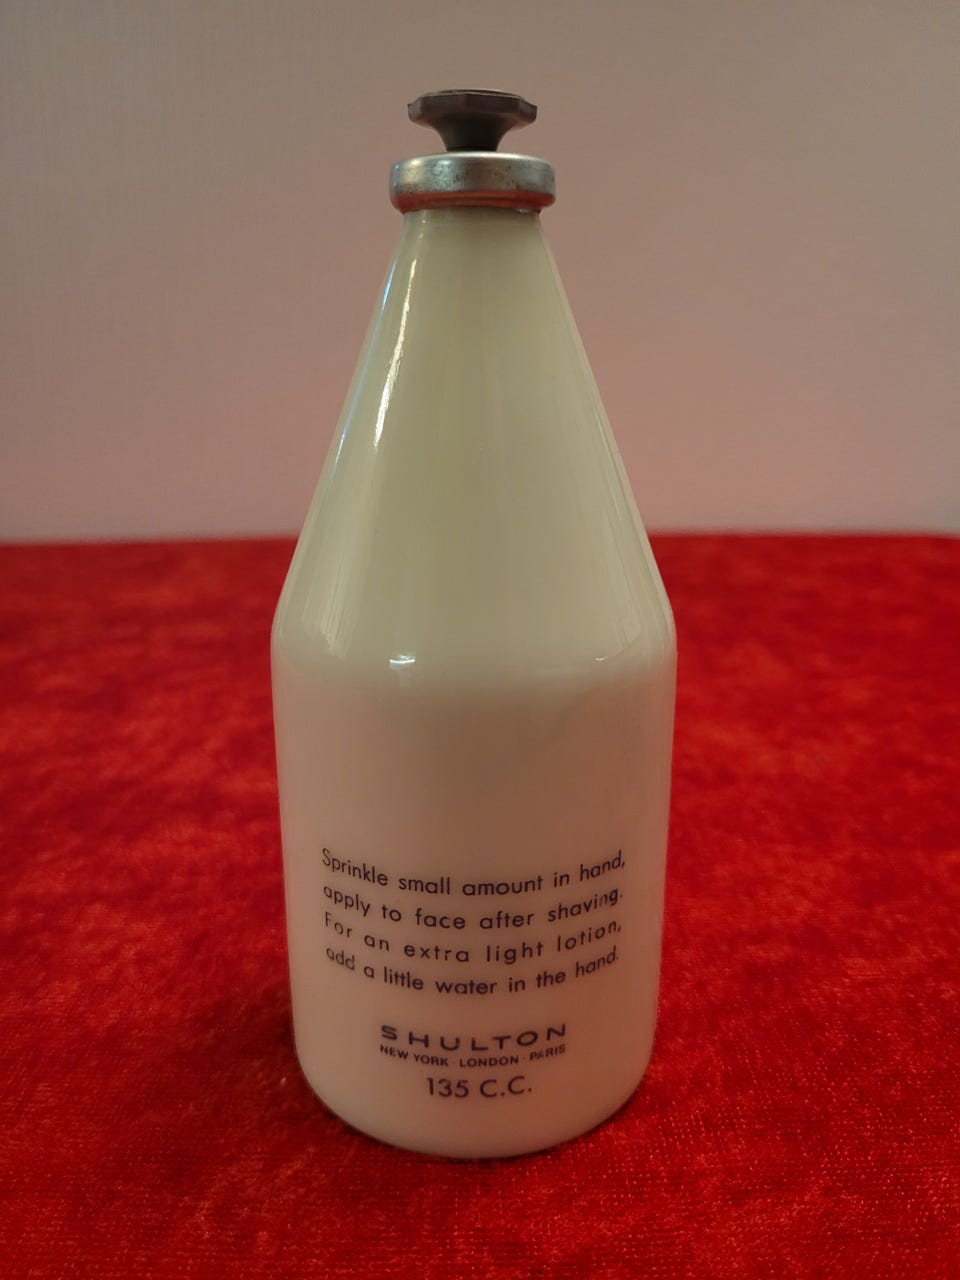 Sprinkle small amount in hand,
apply to face after shaving.
For an extra light lotion,
add a little water in the hand.
SHULTON
NEW YORK · LONDON · PARIS
135 C.C.